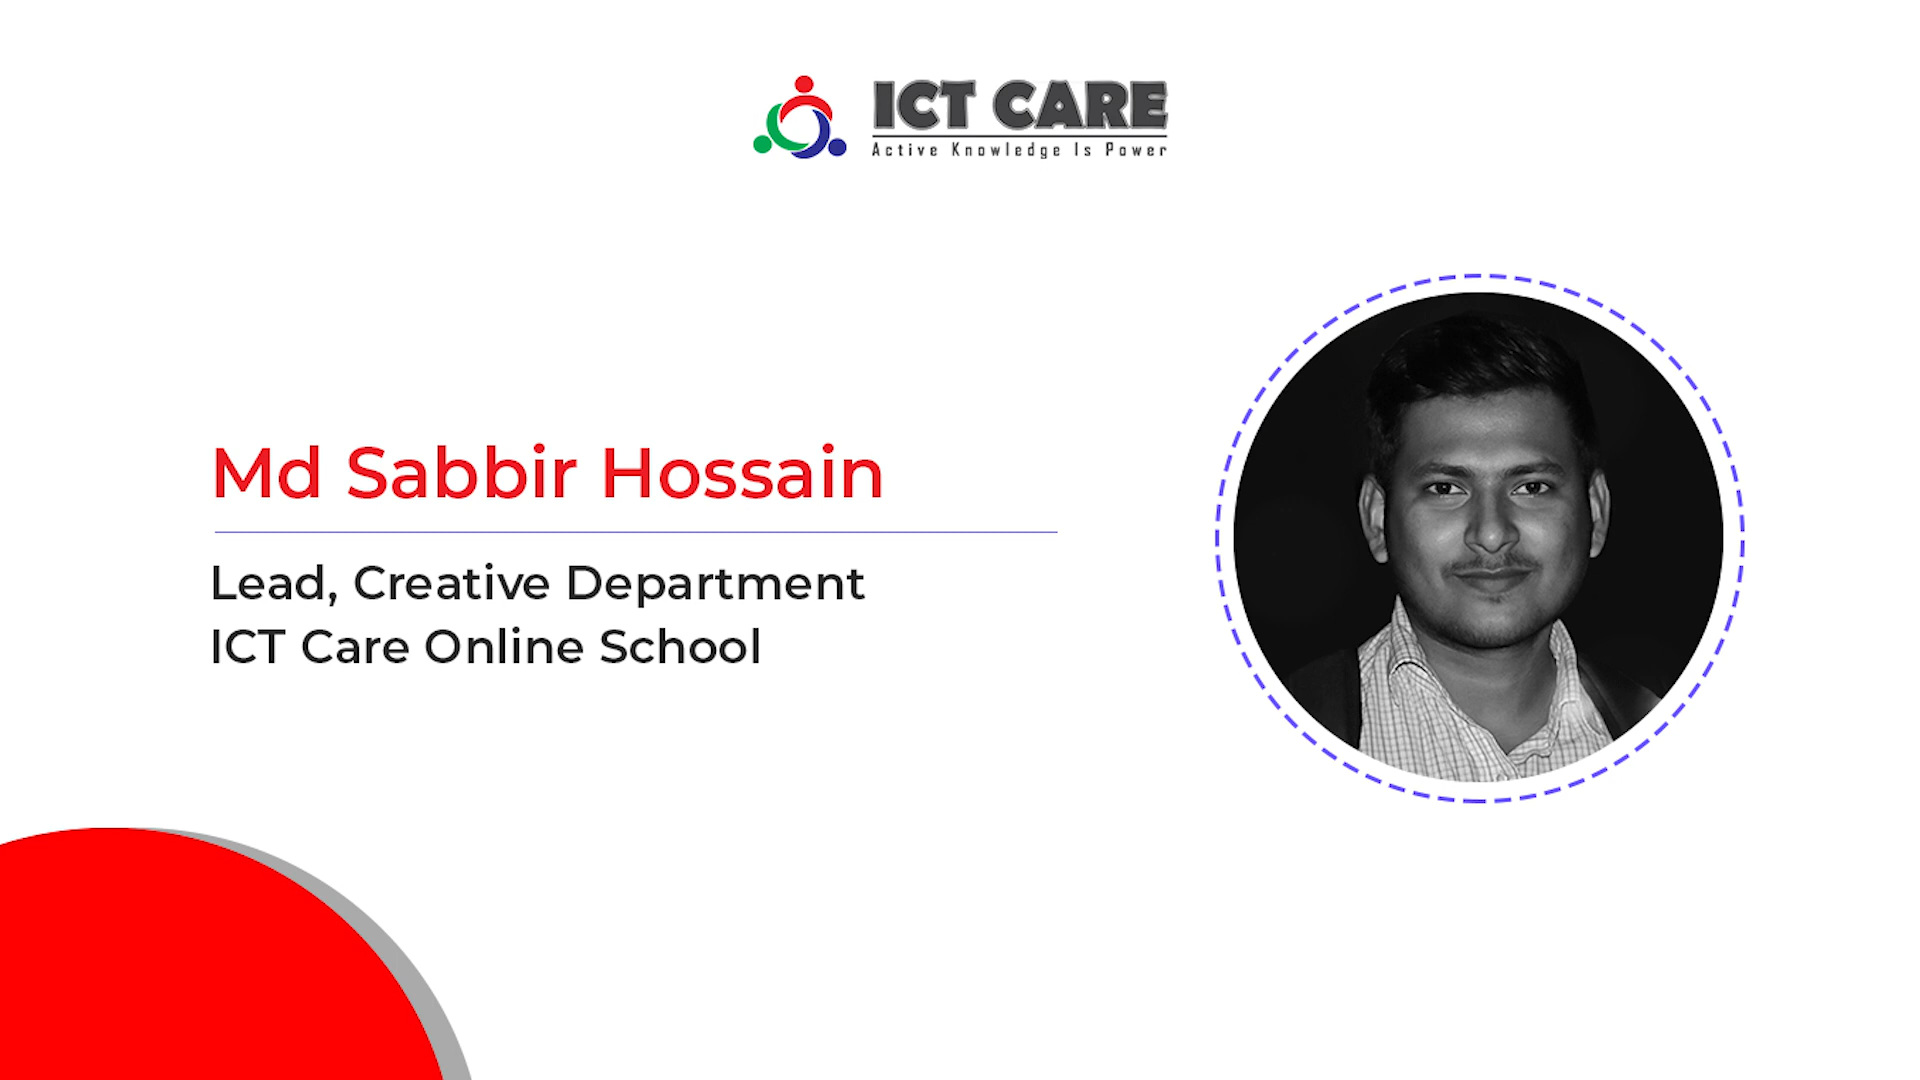 ICT CARE
Active Knowledge Is Power
Md Sabbir Hossain
Lead, Creative Department
ICT Care Online School